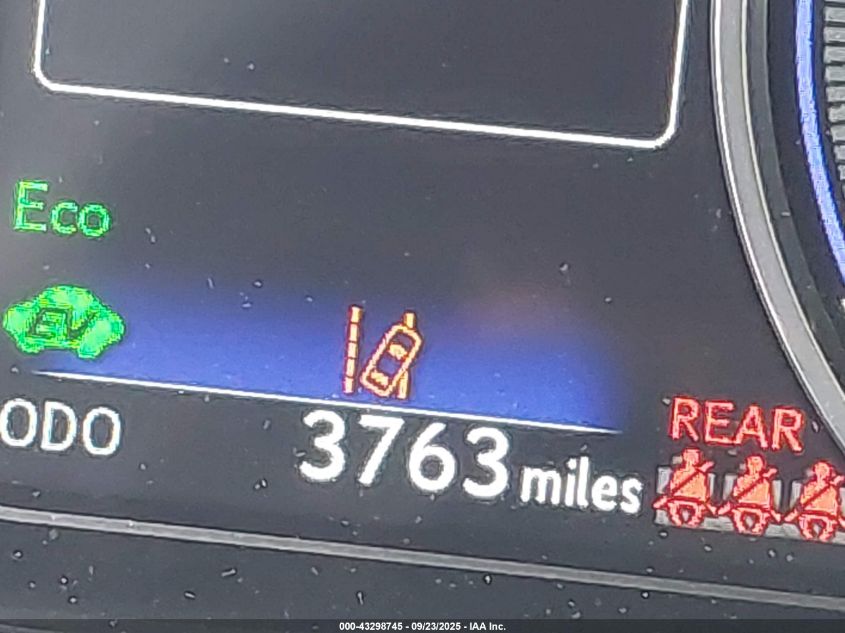 Eco
EV
ODO 3763 miles
REAR
000-43298745 - 09/23/2025 - IAA Inc.